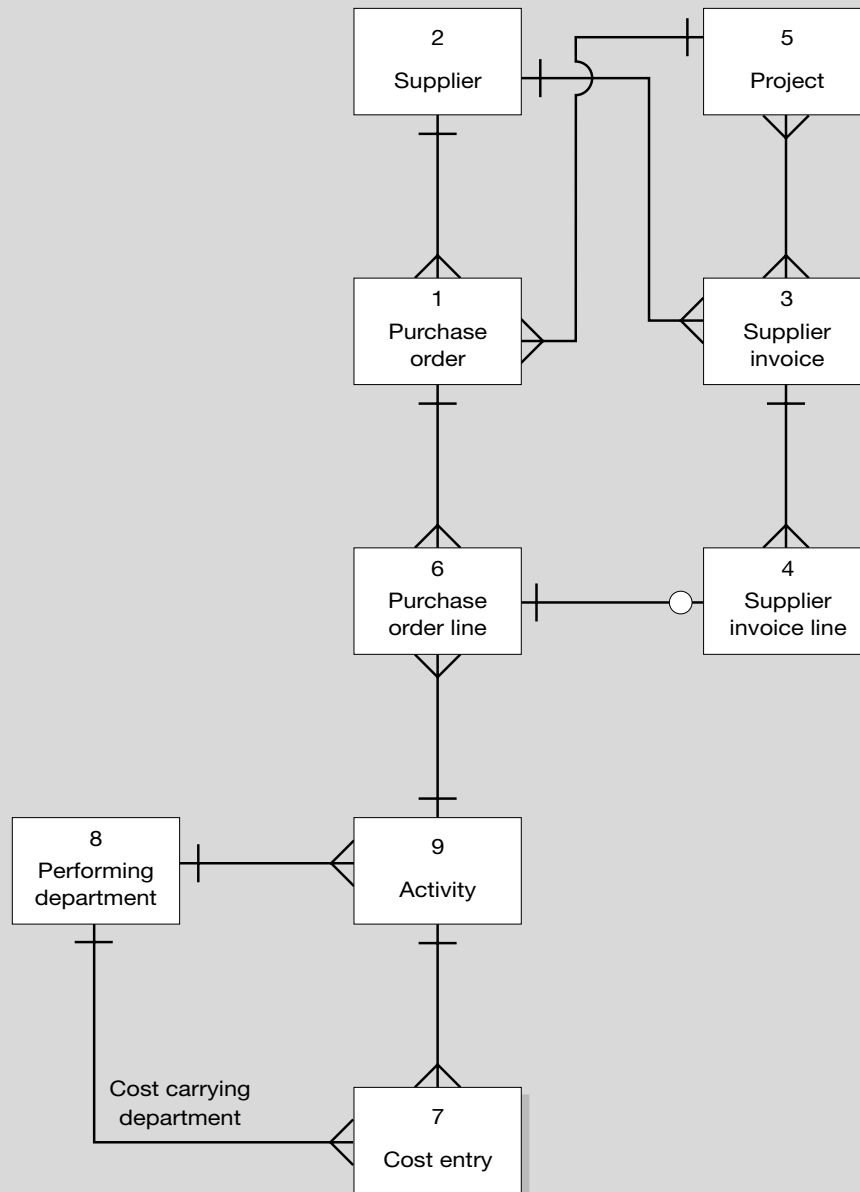 2
Supplier
5
Project
1
Purchase
order
3
Supplier
invoice
6
Purchase
order line
4
Supplier
invoice line
8
Performing
department
9
Activity
Cost carrying
department
7
Cost entry